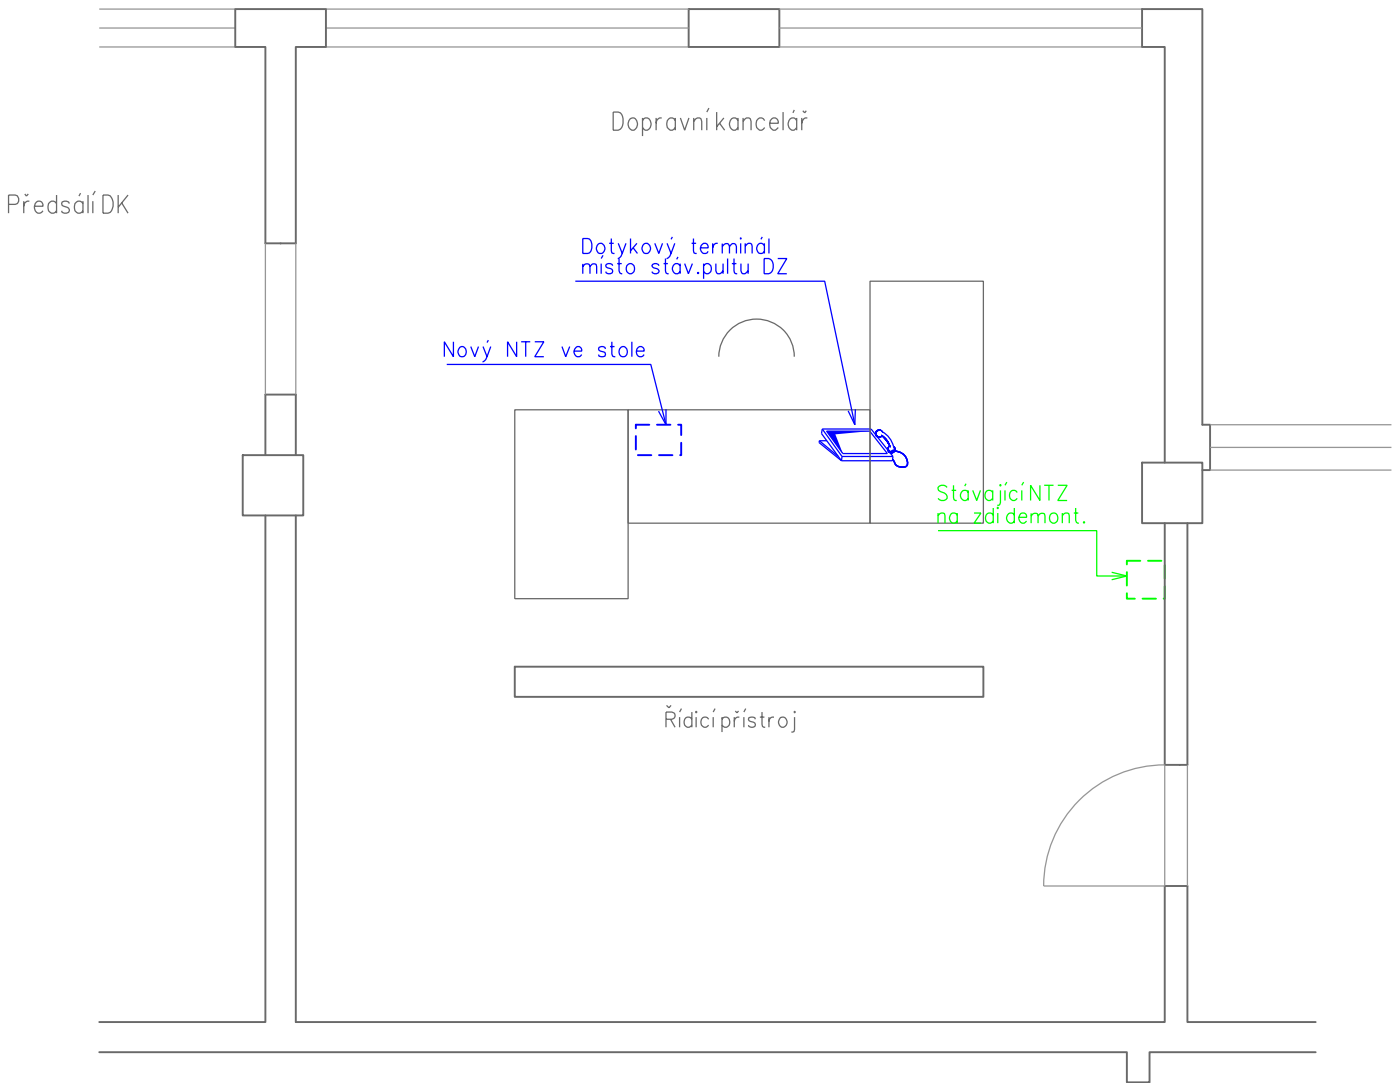 Dopravní kancelář
Předsálí DK
Dotykový terminál
místo stáv.pultu DZ
Nový NTZ ve stole
Stávající NTZ
na zdi demont.
Řídicí přístroj